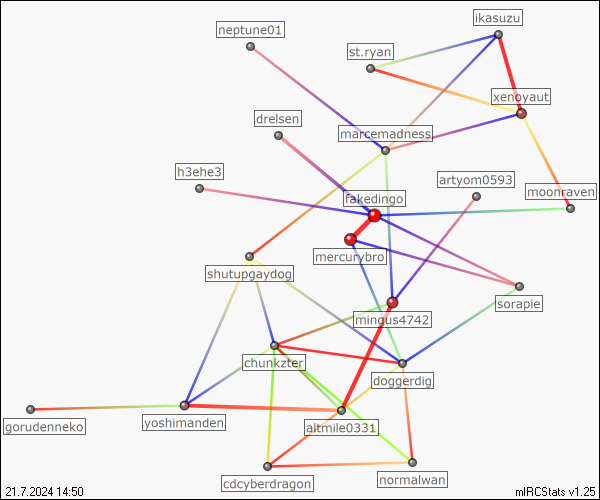 ikasuzu
neptune01
st.ryan
xenoyaut
drelsen
marcemadness
h3ehe3
artyom0593
moonraven
fakedingo
mercurybro
shutupgaydog
sorapie
mingus4742
chunkzter
doggerdig
gorudenneko
yoshimanden
altmile0331
cdcyberdragon
normalwan
21.7.2024 14:50
mIRCStats v1.25